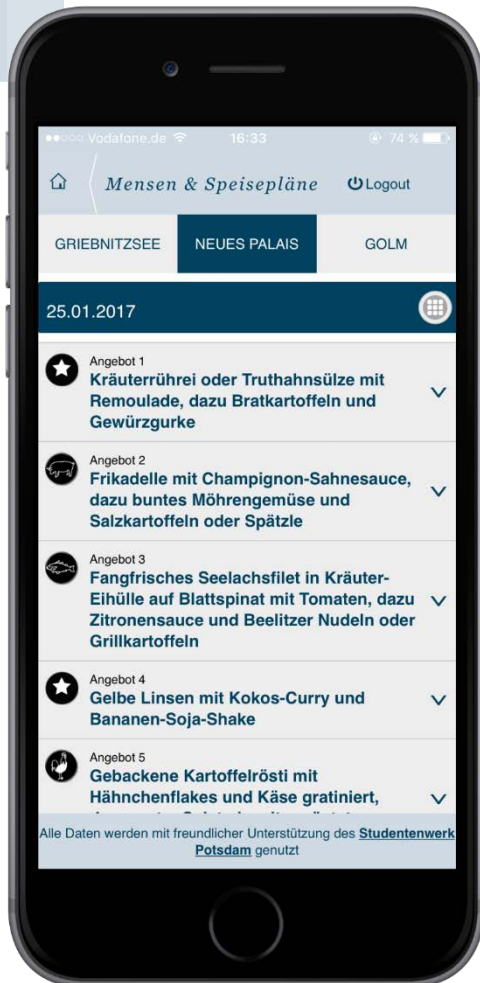 Vodafone.de 16:33 74 %
Mensen & Speisepläne Logout
GRIEBNITZSEE NEUES PALAIS GOLM
25.01.2017
Angebot 1
Kräuterrührei oder Truthahnsülze mit
Remoulade, dazu Bratkartoffeln und
Gewürzgurke
Angebot 2
Frikadelle mit Champignon-Sahnesauce,
dazu buntes Möhrengemüse und
Salzkartoffeln oder Spätzle
Angebot 3
Fangfrisches Seelachsfilet in Kräuter-
Eihülle auf Blattspinat mit Tomaten, dazu
Zitronensauce und Beelitzer Nudeln oder
Grillkartoffeln
Angebot 4
Gelbe Linsen mit Kokos-Curry und
Bananen-Soja-Shake
Angebot 5
Gebackene Kartoffelrösti mit
Hähnchenflakes und Käse gratiniert,
Alle Daten werden mit freundlicher Unterstützung des Studentenwerk
Potsdam genutzt